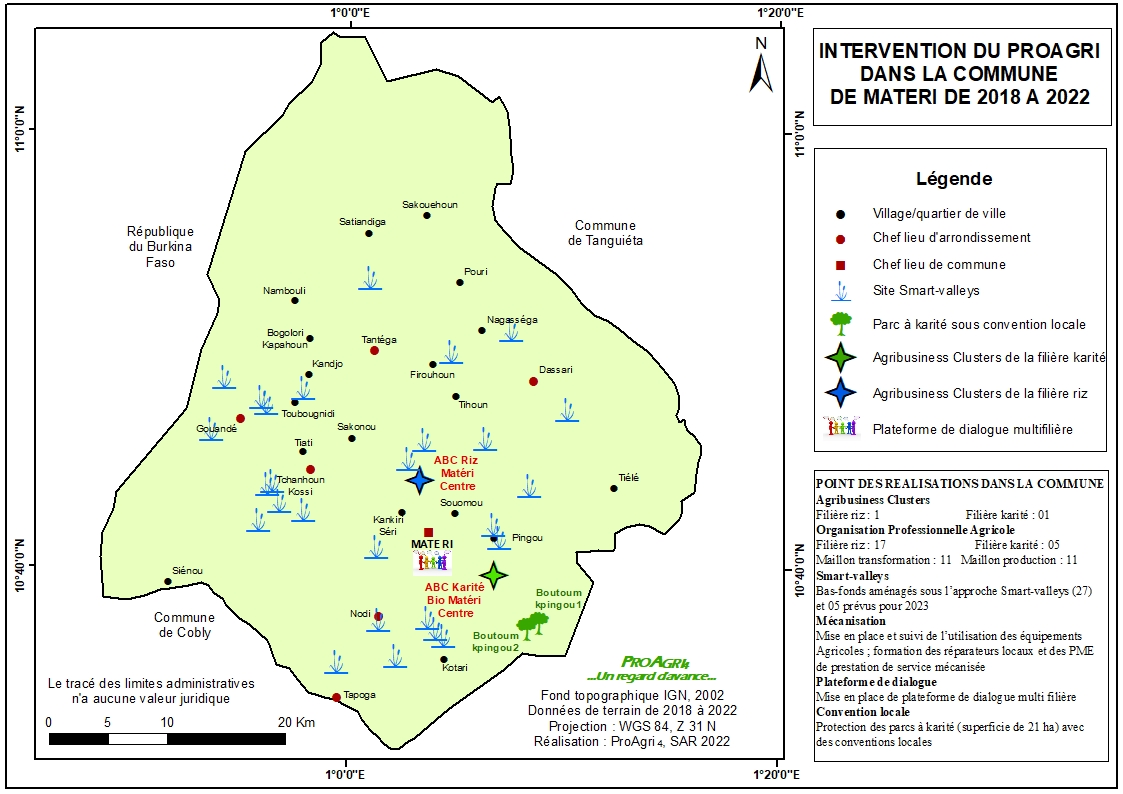 1°0'0"E
1°20'0"E
11°0'0"N
11°0'0"N
10°40'0"N
10°40'0"N
1°0'0"E
1°20'0"E
N
République
du Burkina
Faso
Commune
de Tanguiéta
Commune
de Cobly
Sakouehoun
Satiandiga
Pouri
Nambouli
Nagasséga
Bogolori
Kapahoun
Tantéga
Kandjo
Firouhoun
Dassari
Toubougnidi
Tihoun
Gouandé
Sakonou
Tiati
Tchanhoun
Kossi
ABC Riz
Matéri
Centre
Tiélé
Souomou
Kankiri
Séri
MATERI
Pingou
Siénou
ABC Karité
Bio Matéri
Centre
Boutoum
kpingou1
Nodi
Boutoum
kpingou2
Kotari
Tapoga
Le tracé des limites administratives
n'a aucune valeur juridique
0 5 10 20 Km
PROAGRI4
...Un regard d'avance...
Fond topographique IGN, 2002
Données de terrain de 2018 à 2022
Projection : WGS 84, Z 31 N
Réalisation : ProAgri 4, SAR 2022
INTERVENTION DU PROAGRI
DANS LA COMMUNE
DE MATERI DE 2018 A 2022
Légende
Village/quartier de ville
Chef lieu d'arrondissement
Chef lieu de commune
Site Smart-valleys
Parc à karité sous convention locale
Agribusiness Clusters de la filière karité
Agribusiness Clusters de la filière riz
Plateforme de dialogue multifilière
POINT DES REALISATIONS DANS LA COMMUNE
Agribusiness Clusters
Filière riz : 1 Filière karité : 01
Organisation Professionnelle Agricole
Filière riz : 17 Filière karité : 05
Maillon transformation : 11 Maillon production : 11
Smart-valleys
Bas-fonds aménagés sous l'approche Smart-valleys (27)
et 05 prévus pour 2023
Mécanisation
Mise en place et suivi de l'utilisation des équipements
Agricoles ; formation des réparateurs locaux et des PME
de prestation de service mécanisée
Plateforme de dialogue
Mise en place de plateforme de dialogue multi filière
Convention locale
Protection des parcs à karité (superficie de 21 ha) avec
des conventions locales